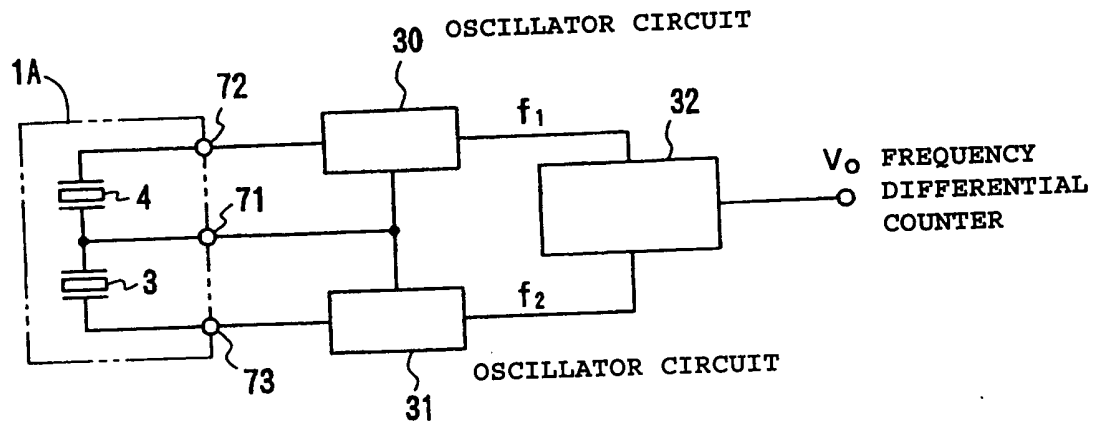 OSCILLATOR CIRCUIT
30
1A
72
f1
32
4
71
Vo FREQUENCY
DIFFERENTIAL
COUNTER
3
f2
73
31
OSCILLATOR CIRCUIT